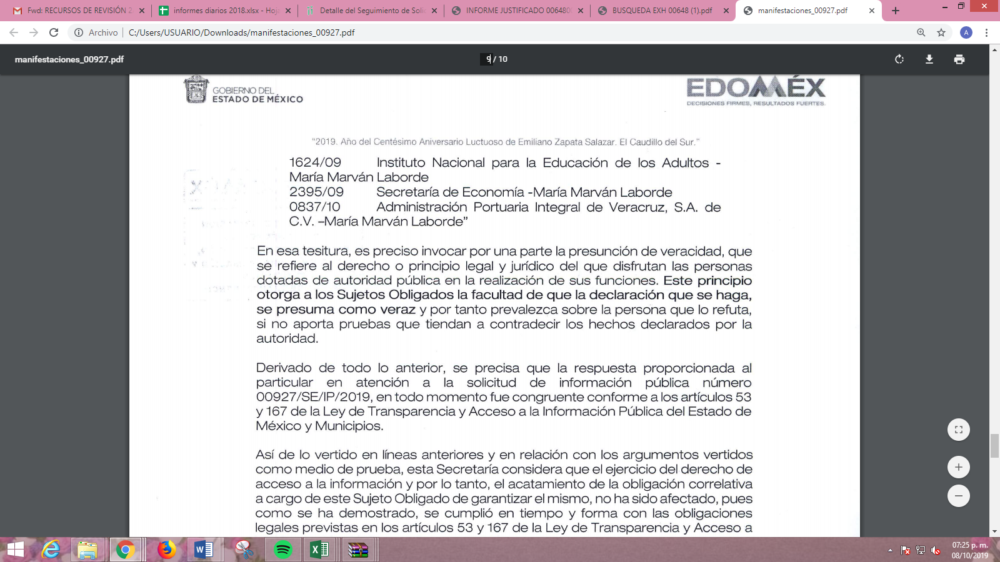 Fwd: RECURSOS DE REVISIÓN 2
informes diarios 2018.xlsx - Hoja
Detalle del Seguimiento de Solic
INFORME JUSTIFICADO 006480
BUSQUEDA EXH 00648 (1).pdf
manifestaciones_00927.pdf
Archivo
C:/Users/USUARIO/Downloads/manifestaciones_00927.pdf
A
manifestaciones_00927.pdf
9 / 10
GOBIERNO DEL
ESTADO DE MÉXICO
EDOMÉX
DECISIONES FIRMES, RESULTADOS FUERTES.
“2019. Año del Centésimo Aniversario Luctuoso de Emiliano Zapata Salazar. El Caudillo del Sur.”
1624/09 Instituto Nacional para la Educación de los Adultos -
María Marván Laborde
2395/09 Secretaría de Economía -María Marván Laborde
0837/10 Administración Portuaria Integral de Veracruz, S.A. de
C.V. –María Marván Laborde”
En esa tesitura, es preciso invocar por una parte la presunción de veracidad, que
se refiere al derecho o principio legal y jurídico del que disfrutan las personas
dotadas de autoridad pública en la realización de sus funciones. Este principio
otorga a los Sujetos Obligados la facultad de que la declaración que se haga,
se presuma como veraz y por tanto prevalezca sobre la persona que lo refuta,
si no aporta pruebas que tiendan a contradecir los hechos declarados por la
autoridad.
Derivado de todo lo anterior, se precisa que la respuesta proporcionada al
particular en atención a la solicitud de información pública número
00927/SE/IP/2019, en todo momento fue congruente conforme a los artículos 53
y 167 de la Ley de Transparencia y Acceso a la Información Pública del Estado de
México y Municipios.
Así de lo vertido en líneas anteriores y en relación con los argumentos vertidos
como medio de prueba, esta Secretaría considera que el ejercicio del derecho de
acceso a la información y por lo tanto, el acatamiento de la obligación correlativa
a cargo de este Sujeto Obligado de garantizar el mismo, no ha sido afectado, pues
como se ha demostrado, se cumplió en tiempo y forma con las obligaciones
legales previstas en los artículos 53 y 167 de la Ley de Transparencia y Acceso a
07:25 p. m.
08/10/2019